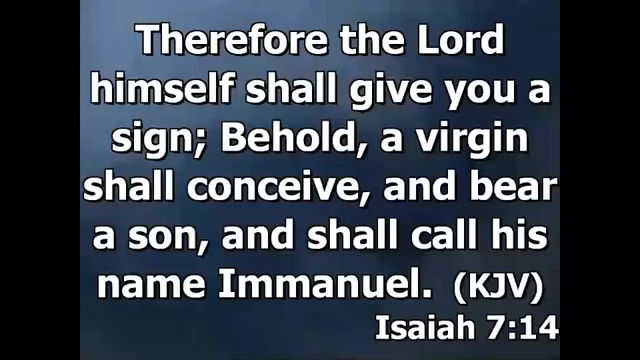 Therefore the Lord
himself shall give you a
sign; Behold, a virgin
shall conceive, and bear
a son, and shall call his
name Immanuel. (KJV)
Isaiah 7:14